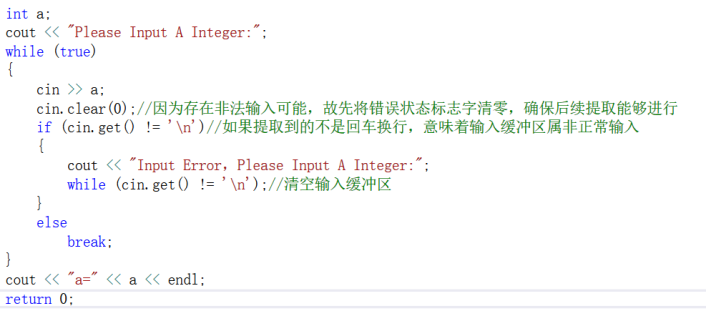 int a;
cout << "Please Input A Integer:";
while (true)
{
    cin >> a;
    cin.clear(0);//因为存在非法输入可能，故先将错误状态标志字清零，确保后续提取能够进行
    if (cin.get() != '\n')//如果提取到的不是回车换行，意味着输入缓冲区属非正常输入
    {
        cout << "Input Error，Please Input A Integer:";
        while (cin.get() != '\n');//清空输入缓冲区
    }
    else
        break;
}
cout << "a=" << a << endl;
return 0;